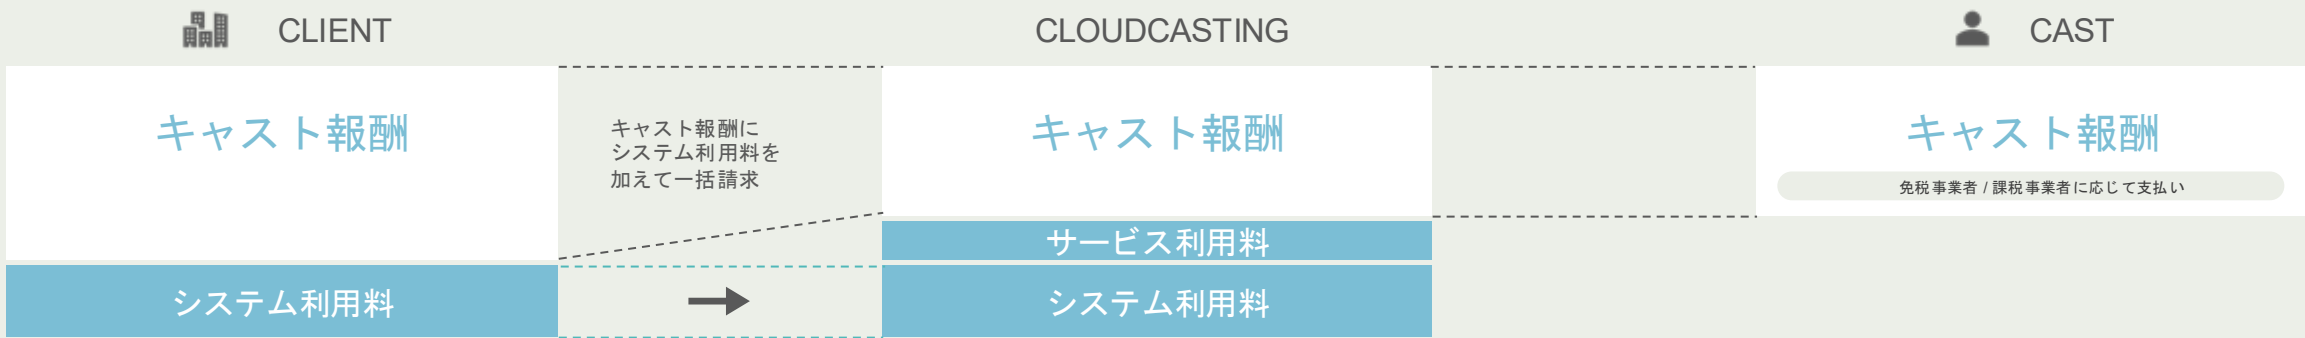 CLIENT
CLOUDCASTING
CAST
キャスト報酬
キャスト報酬に
システム利用料を
加えて一括請求
キャスト報酬
キャスト報酬
免税事業者 / 課税事業者に応じて支払い
サービス利用料
システム利用料
システム利用料